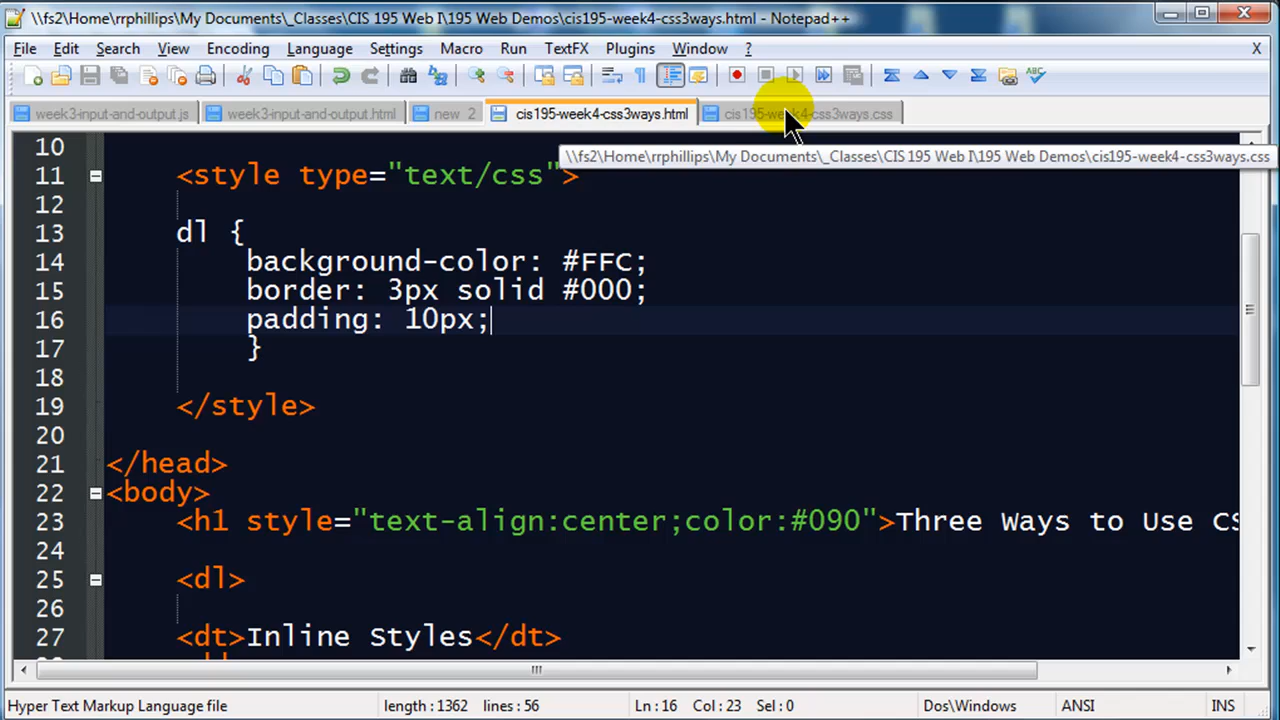 \\fs2\Home\rrphillips\My Documents\_Classes\CIS 195 Web I\195 Web Demos\cis195-week4-css3ways.html - Notepad++
File Edit Search View Encoding Language Settings Macro Run TextFX Plugins Window ? X
week3-input-and-output.js week3-input-and-output.html new 2 cis195-week4-css3ways.html cis195-week4-css3ways.css
\\fs2\Home\rrphillips\My Documents\_Classes\CIS 195 Web I\195 Web Demos\cis195-week4-css3ways.css
10
11 <style type="text/css">
12
13 dl {
14 background-color: #FFC;
15 border: 3px solid #000;
16 padding: 10px;
17 }
18
19 </style>
20
21 </head>
22 <body>
23 <h1 style="text-align:center;color:#090">Three Ways to Use CS
24
25 <dl>
26
27 <dt>Inline Styles</dt>
Hyper Text Markup Language file length : 1362 lines : 56 Ln : 16 Col : 23 Sel : 0 Dos\Windows ANSI INS